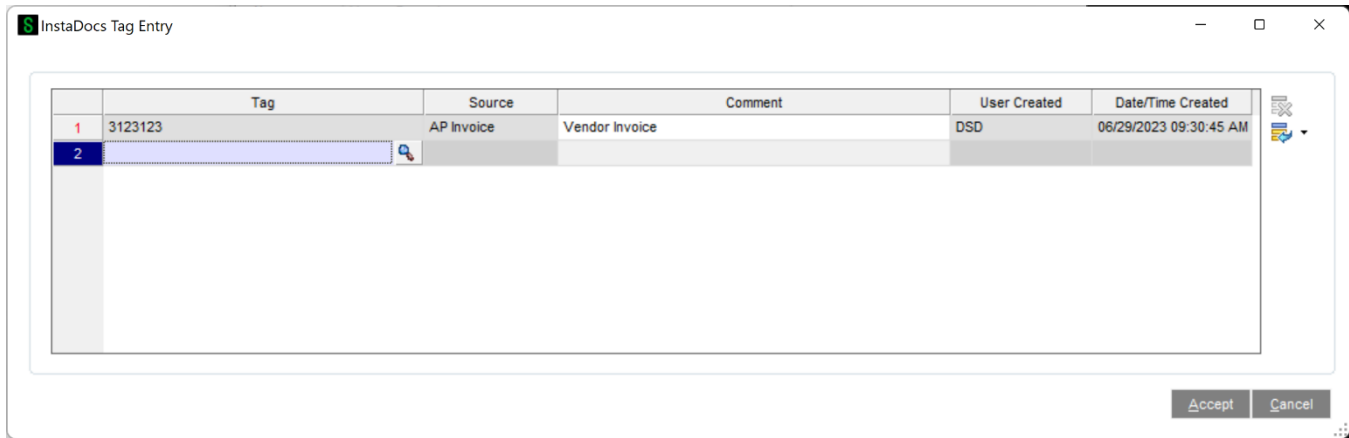 S InstaDocs Tag Entry
Tag Source Comment User Created Date/Time Created
1 3123123 AP Invoice Vendor Invoice DSD 06/29/2023 09:30:45 AM
2
Accept Cancel